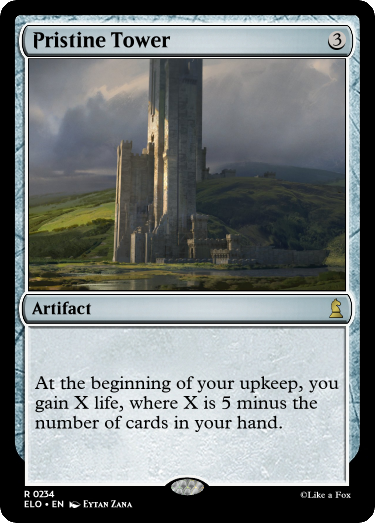 Pristine Tower 3
Artifact
At the beginning of your upkeep, you
gain X life, where X is 5 minus the
number of cards in your hand.
R 0234
ELO • EN Eytan Zana
©Like a Fox